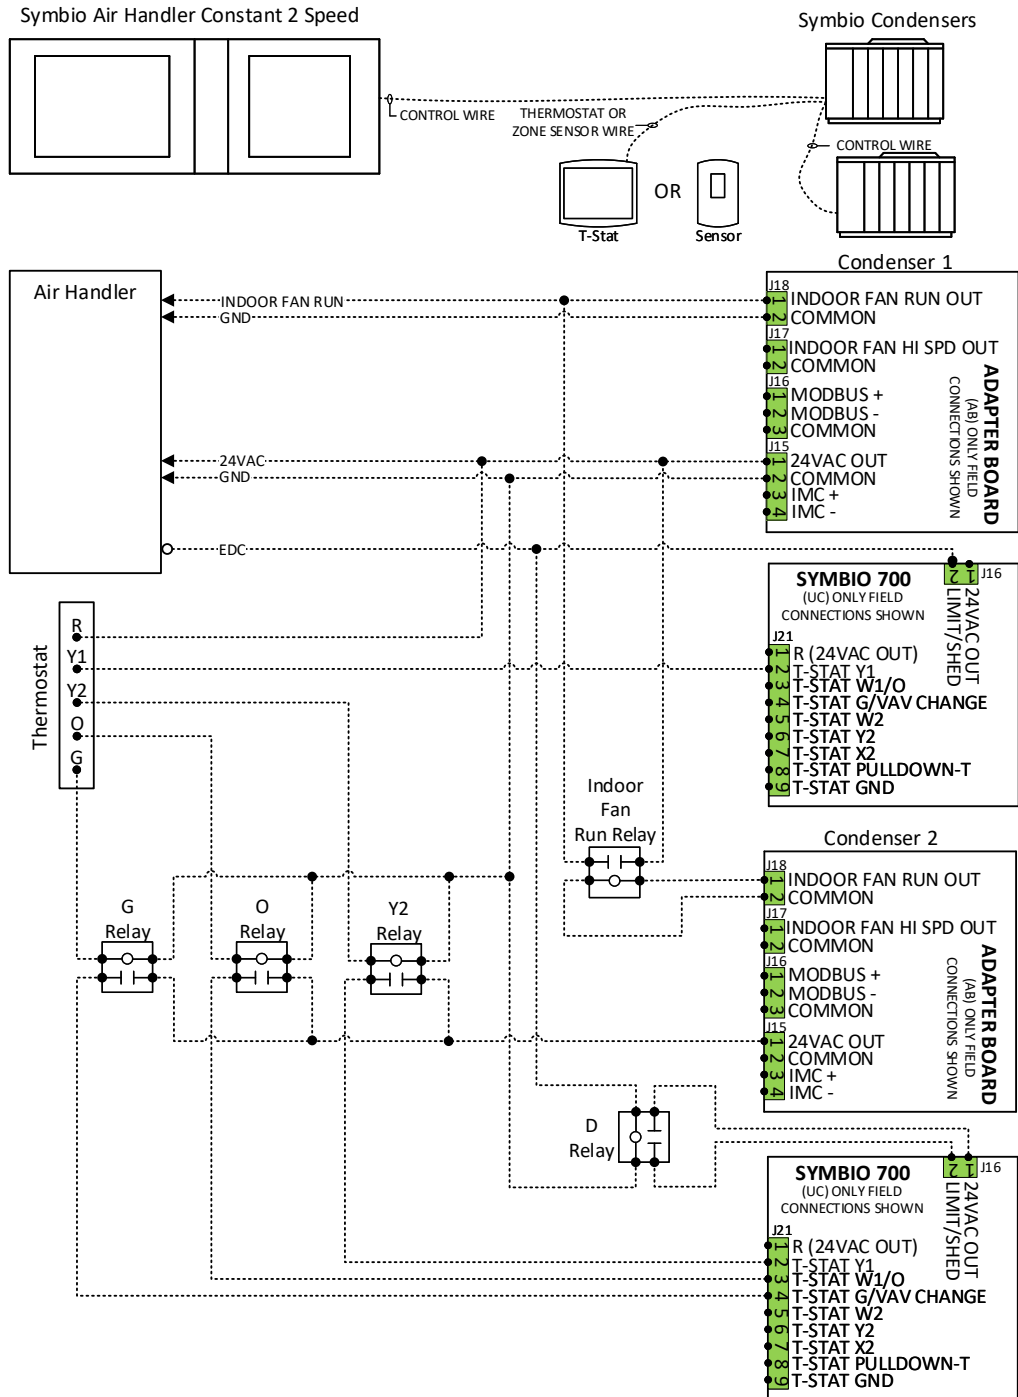 Symbio Air Handler Constant 2 Speed
Symbio Condensers
CONTROL WIRE
THERMOSTAT OR
ZONE SENSOR WIRE
CONTROL WIRE
OR
T-Stat
Sensor
Condenser 1
Air Handler
INDOOR FAN RUN
GND
24VAC
GND
EDC
J18
1 INDOOR FAN RUN OUT
2 COMMON
J17
1 INDOOR FAN HI SPD OUT
2 COMMON
J16
1 MODBUS +
2 MODBUS -
3 COMMON
J15
1 24VAC OUT
2 COMMON
3 IMC +
4 IMC -
ADAPTER BOARD
(AB) ONLY FIELD
CONNECTIONS SHOWN
SYMBIO 700
(UC) ONLY FIELD
CONNECTIONS SHOWN
J16
1 24VAC OUT
2 LIMIT/SHED
J21
1 R (24VAC OUT)
2 T-STAT Y1
3 T-STAT W1/O
4 T-STAT G/VAV CHANGE
5 T-STAT W2
6 T-STAT Y2
7 T-STAT X2
8 T-STAT PULLDOWN-T
9 T-STAT GND
Thermostat
R
Y1
Y2
O
G
Indoor
Fan
Run Relay
G
Relay
O
Relay
Y2
Relay
D
Relay
Condenser 2
J18
1 INDOOR FAN RUN OUT
2 COMMON
J17
1 INDOOR FAN HI SPD OUT
2 COMMON
J16
1 MODBUS +
2 MODBUS -
3 COMMON
J15
1 24VAC OUT
2 COMMON
3 IMC +
4 IMC -
ADAPTER BOARD
(AB) ONLY FIELD
CONNECTIONS SHOWN
SYMBIO 700
(UC) ONLY FIELD
CONNECTIONS SHOWN
J16
1 24VAC OUT
2 LIMIT/SHED
J21
1 R (24VAC OUT)
2 T-STAT Y1
3 T-STAT W1/O
4 T-STAT G/VAV CHANGE
5 T-STAT W2
6 T-STAT Y2
7 T-STAT X2
8 T-STAT PULLDOWN-T
9 T-STAT GND